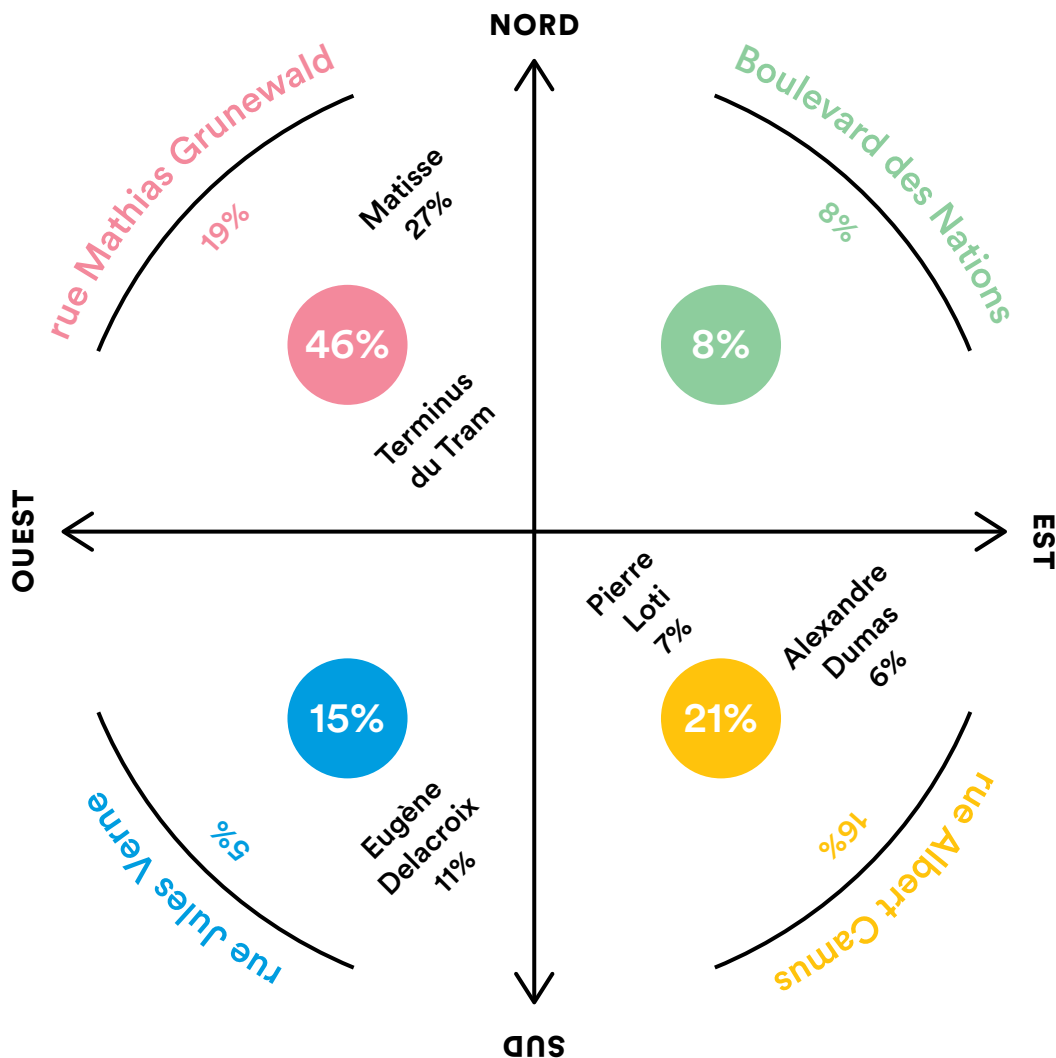 NORD
rue Mathias Grunewald
19%
Matisse
27%
46%
Terminus
du Tram
Boulevard des Nations
8%
8%
OUEST
EST
15%
Eugène
Delacroix
11%
5%
rue Jules Verne
Pierre
Loti
7%
Alexandre
Dumas
6%
21%
16%
rue Albert Camus
SUD